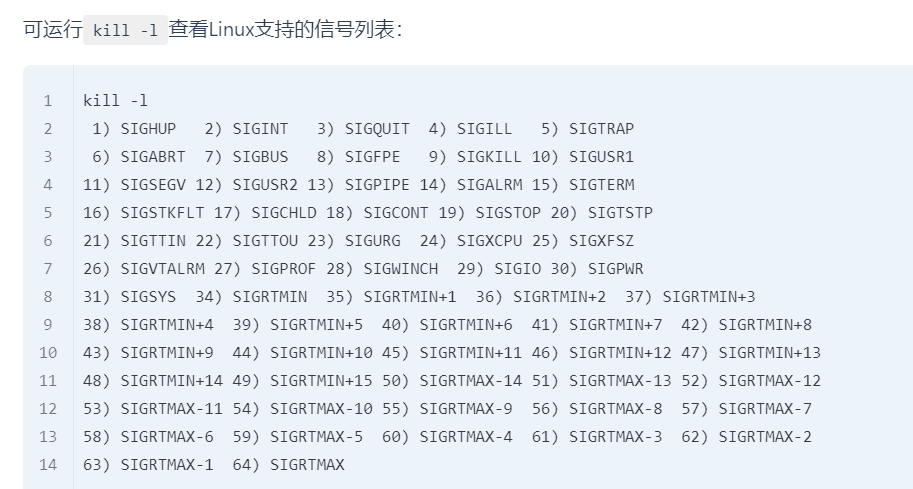 可运行 kill -l 查看Linux支持的信号列表：
1 kill -l
2 1) SIGHUP 2) SIGINT 3) SIGQUIT 4) SIGILL 5) SIGTRAP
3 6) SIGABRT 7) SIGBUS 8) SIGFPE 9) SIGKILL 10) SIGUSR1
4 11) SIGSEGV 12) SIGUSR2 13) SIGPIPE 14) SIGALRM 15) SIGTERM
5 16) SIGSTKFLT 17) SIGCHLD 18) SIGCONT 19) SIGSTOP 20) SIGTSTP
6 21) SIGTTIN 22) SIGTTOU 23) SIGURG 24) SIGXCPU 25) SIGXFSZ
7 26) SIGVTALRM 27) SIGPROF 28) SIGWINCH 29) SIGIO 30) SIGPWR
8 31) SIGSYS 34) SIGRTMIN 35) SIGRTMIN+1 36) SIGRTMIN+2 37) SIGRTMIN+3
9 38) SIGRTMIN+4 39) SIGRTMIN+5 40) SIGRTMIN+6 41) SIGRTMIN+7 42) SIGRTMIN+8
10 43) SIGRTMIN+9 44) SIGRTMIN+10 45) SIGRTMIN+11 46) SIGRTMIN+12 47) SIGRTMIN+13
11 48) SIGRTMIN+14 49) SIGRTMIN+15 50) SIGRTMAX-14 51) SIGRTMAX-13 52) SIGRTMAX-12
12 53) SIGRTMAX-11 54) SIGRTMAX-10 55) SIGRTMAX-9 56) SIGRTMAX-8 57) SIGRTMAX-7
13 58) SIGRTMAX-6 59) SIGRTMAX-5 60) SIGRTMAX-4 61) SIGRTMAX-3 62) SIGRTMAX-2
14 63) SIGRTMAX-1 64) SIGRTMAX